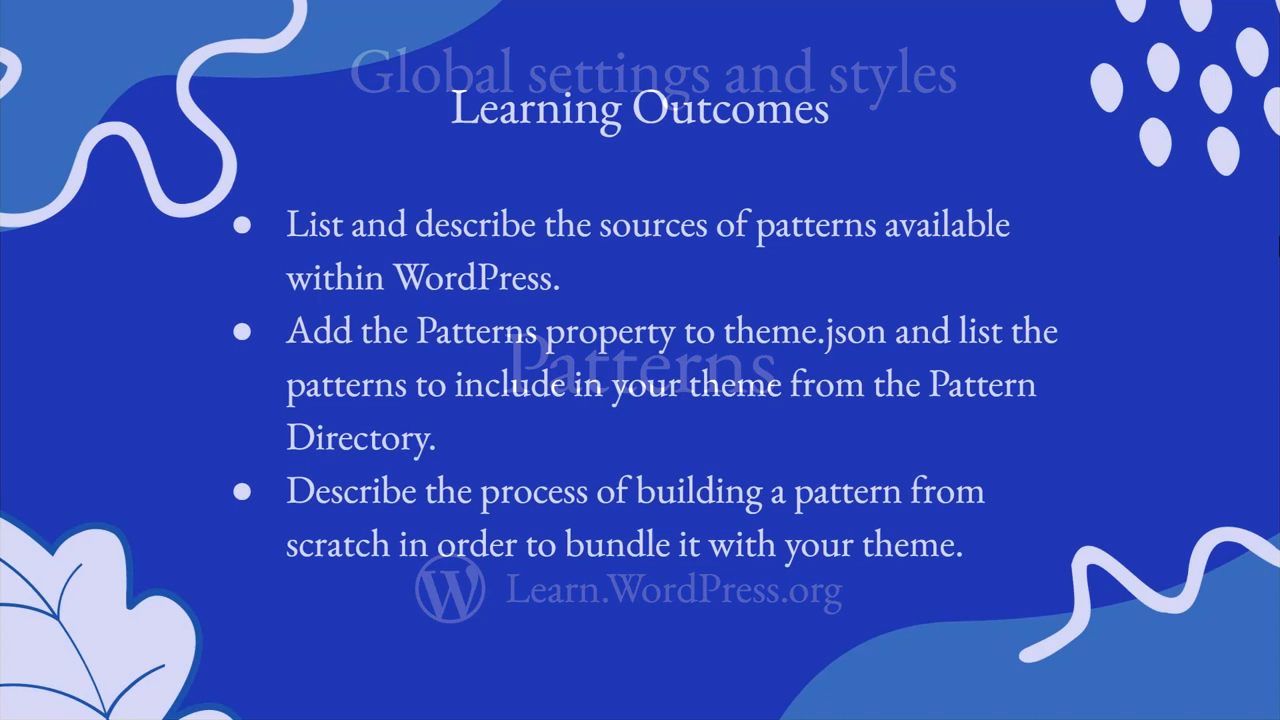 Global settings and styles
Learning Outcomes
● List and describe the sources of patterns available
within WordPress.
● Add the Patterns property to theme.json and list the
patterns to include in your theme from the Pattern
Directory.
Patterns
● Describe the process of building a pattern from
scratch in order to bundle it with your theme.
Learn.WordPress.org